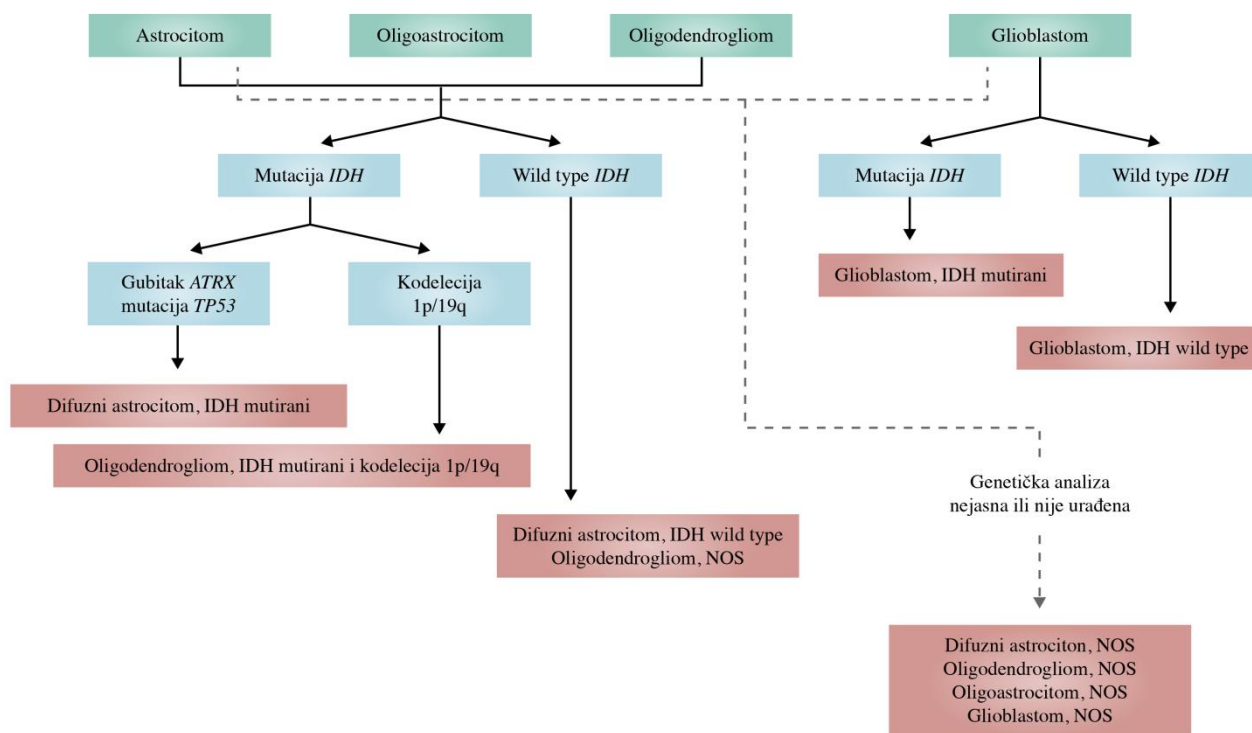 Astrocitom
Oligoastrocitom
Oligodendrogliom
Glioblastom
Mutacija IDH
Wild type IDH
Mutacija IDH
Wild type IDH
Gubitak ATRX
mutacija TP53
Kodelecija
1p/19q
Glioblastom, IDH mutirani
Glioblastom, IDH wild type
Difuzni astrocitom, IDH mutirani
Oligodendrogliom, IDH mutirani i kodelecija 1p/19q
Genetička analiza
nejasna ili nije urađena
Difuzni astrocitom, IDH wild type
Oligodendrogliom, NOS
Difuzni astrociton, NOS
Oligodendrogliom, NOS
Oligoastrocitom, NOS
Glioblastom, NOS